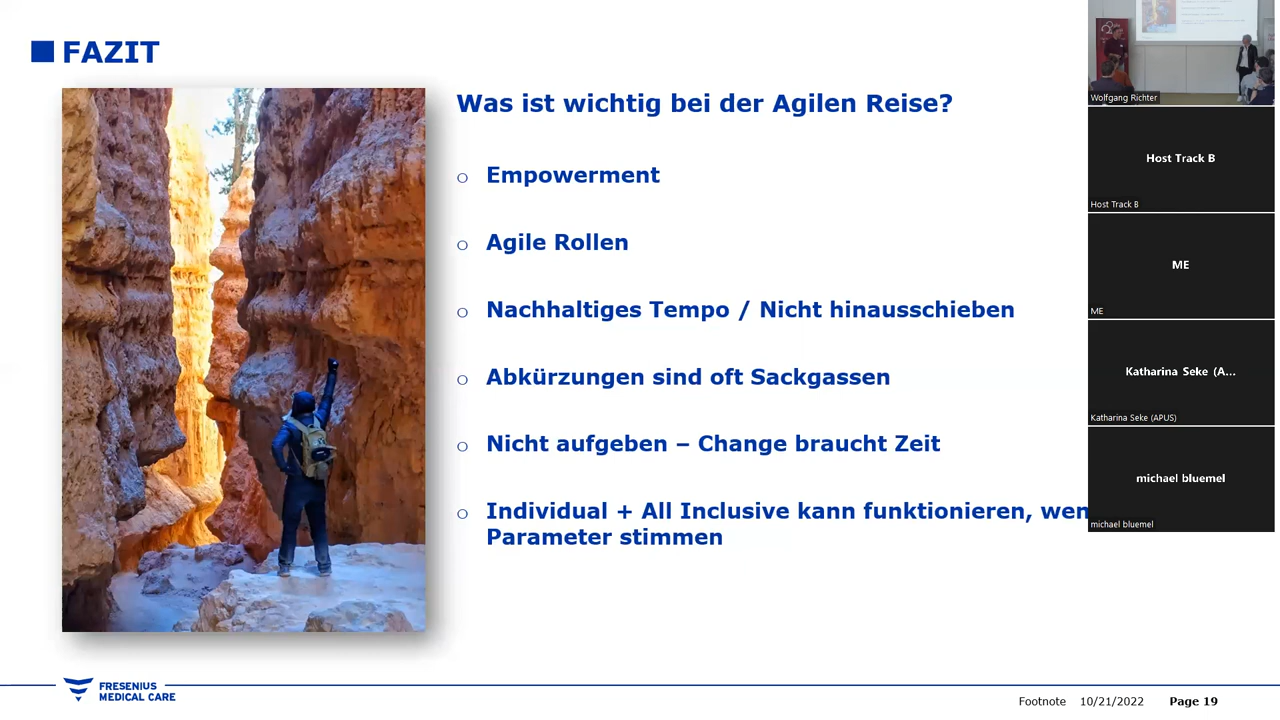 FAZIT
Was ist wichtig bei der Agilen Reise?
Empowerment
Agile Rollen
Nachhaltiges Tempo / Nicht hinausschieben
Abkürzungen sind oft Sackgassen
Nicht aufgeben – Change braucht Zeit
Individual + All Inclusive kann funktionieren, wen
Parameter stimmen
Wolfgang Richter
Host Track B
Host Track B
ME
ME
Katharina Seke (A...
Katharina Seke (APUS)
michael bluemel
michael bluemel
FRESENIUS
MEDICAL CARE
Footnote 10/21/2022 Page 19